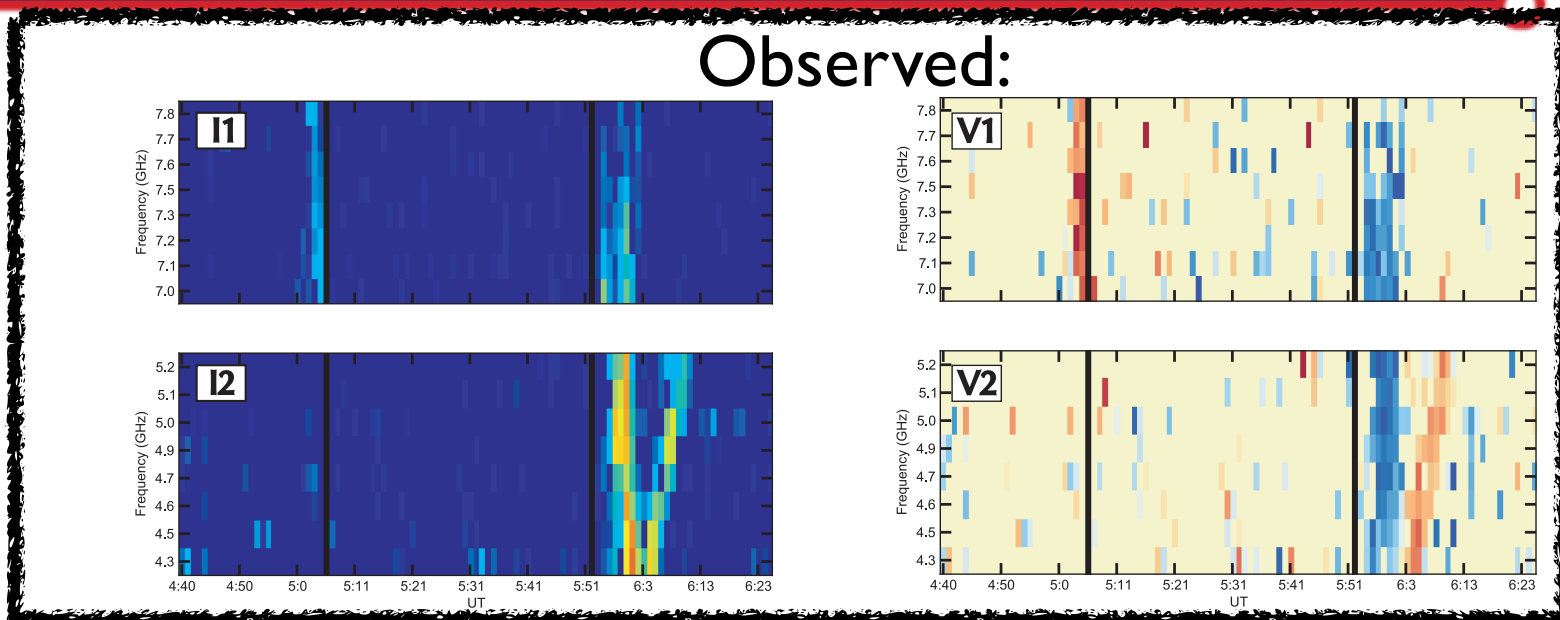 Observed:
I1
Frequency (GHz)
7.8
7.7
7.6
7.5
7.3
7.2
7.1
7.0
V1
Frequency (GHz)
7.8
7.7
7.6
7.5
7.3
7.2
7.1
7.0
I2
Frequency (GHz)
5.2
5.1
5.0
4.9
4.7
4.6
4.5
4.3
4:40 4:50 5:0 5:11 5:21 5:31 5:41 5:51 6:3 6:13 6:23
UT
V2
Frequency (GHz)
5.2
5.1
5.0
4.9
4.7
4.6
4.5
4.3
4:40 4:50 5:0 5:11 5:21 5:31 5:41 5:51 6:3 6:13 6:23
UT